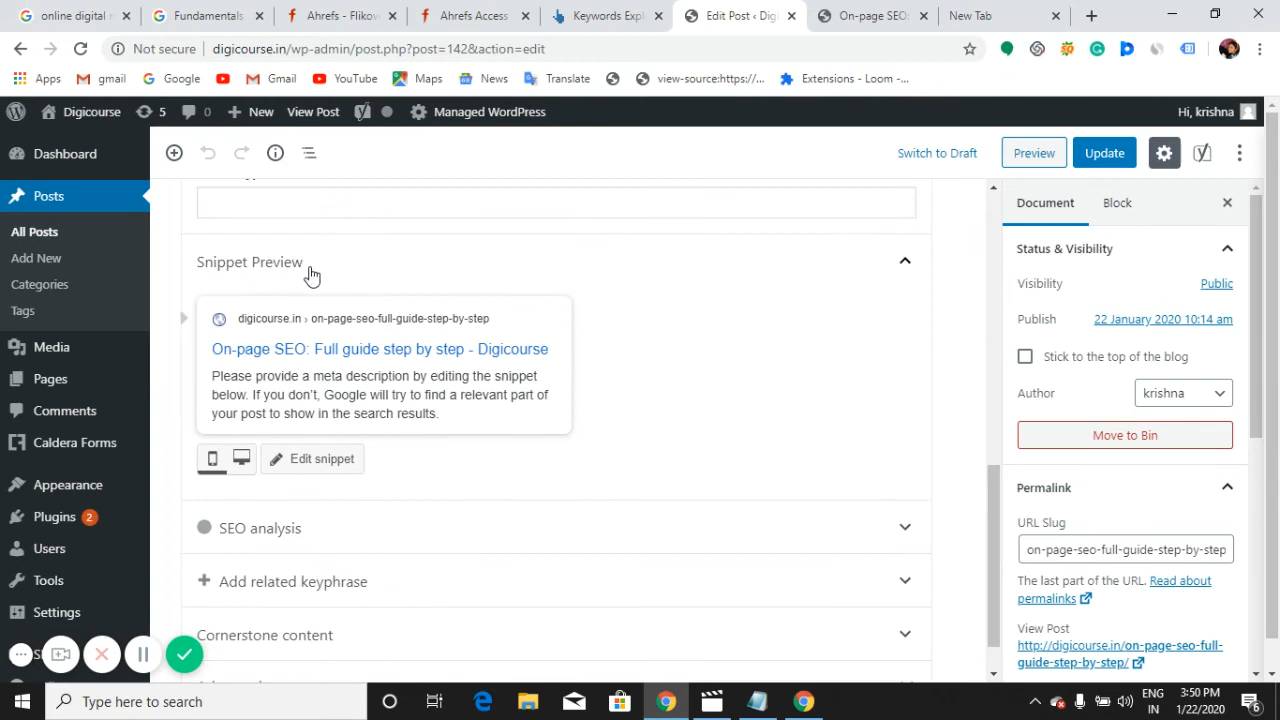 online digital m
Fundamentals
Ahrefs - Flikov
Ahrefs Access
Keywords Expl
Edit Post ‹ Digi
On-page SEO:
New Tab
Not secure
digicourse.in/wp-admin/post.php?post=142&action=edit
Apps
gmail
Google
Gmail
YouTube
Maps
News
Translate
view-source:https://...
Extensions - Loom -...
Digicourse
5
0
New
View Post
Managed WordPress
Hi, krishna
Dashboard
Posts
All Posts
Add New
Categories
Tags
Media
Pages
Comments
Caldera Forms
Appearance
Plugins 2
Users
Tools
Settings
Switch to Draft
Preview
Update
Snippet Preview
digicourse.in › on-page-seo-full-guide-step-by-step
On-page SEO: Full guide step by step - Digicourse
Please provide a meta description by editing the snippet
below. If you don't, Google will try to find a relevant part of
your post to show in the search results.
Edit snippet
SEO analysis
Add related keyphrase
Cornerstone content
Document
Block
Status & Visibility
Visibility
Public
Publish
22 January 2020 10:14 am
Stick to the top of the blog
Author
krishna
Move to Bin
Permalink
URL Slug
on-page-seo-full-guide-step-by-step
The last part of the URL. Read about
permalinks
View Post
http://digicourse.in/on-page-seo-full-
guide-step-by-step/
Type here to search
ENG
IN
3:50 PM
1/22/2020
6